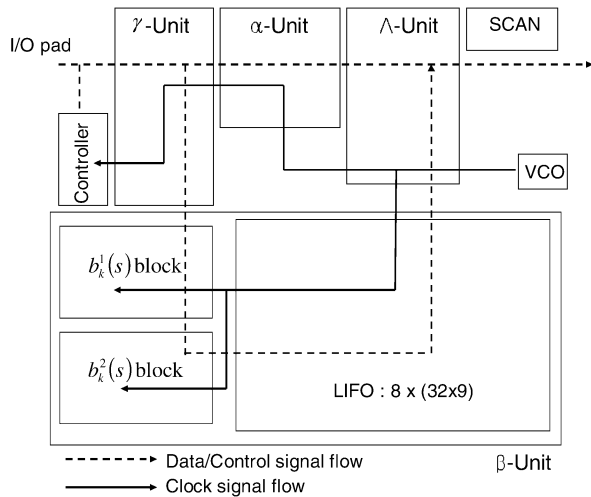 γ-Unit
α-Unit
Λ-Unit
SCAN
I/O pad
Controller
VCO
b_k^1(s) block
b_k^2(s) block
LIFO : 8 x (32x9)
β-Unit
Data/Control signal flow
Clock signal flow